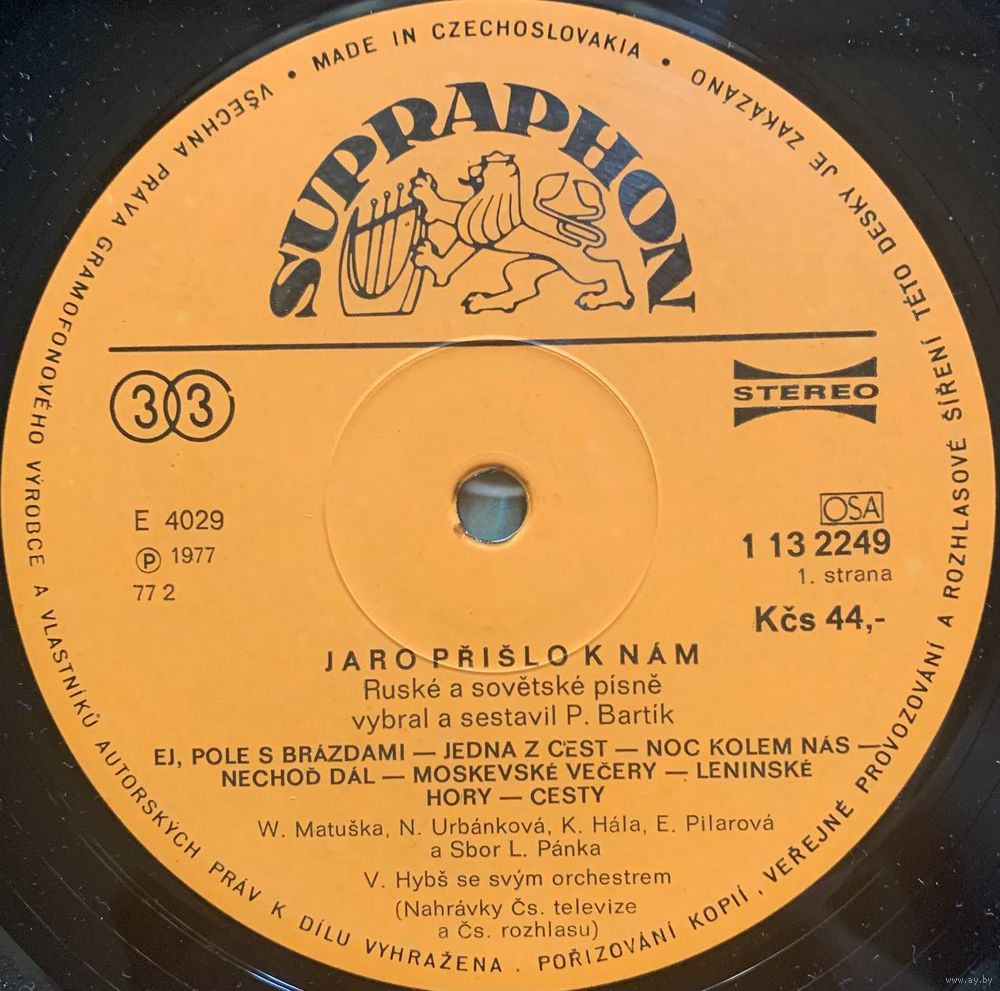 VŠECHNA PRÁVA GRAMOFONOVÉHO VÝROBCE A VLASTNÍKŮ AUTORSKÝCH PRÁV K DÍLU VYHRAŽENA . POŘIZOVÁNÍ KOPIÍ , VEŘEJNÉ PROVOZOVÁNÍ A ROZHLASOVÉ ŠÍŘENÍ TÉTO DESKY JE ZAKÁZÁNO
• MADE IN CZECHOSLOVAKIA •
SUPRAPHON
33
STEREO
E 4029
Ⓟ 1977
77 2
OSA
1 13 2249
1. strana
Kčs 44,-
JARO PŘIŠLO K NÁM
Ruské a sovětské písně
vybral a sestavil P. Bartík
EJ, POLE S BRÁZDAMI — JEDNA Z CEST — NOC KOLEM NÁS —
NECHOĎ DÁL — MOSKEVSKÉ VEČERY — LENINSKÉ
HORY — CESTY
W. Matuška, N. Urbánková, K. Hála, E. Pilarová
a Sbor L. Pánka
V. Hybš se svým orchestrem
(Nahrávky Čs. televize
a Čs. rozhlasu)
www.ay.by